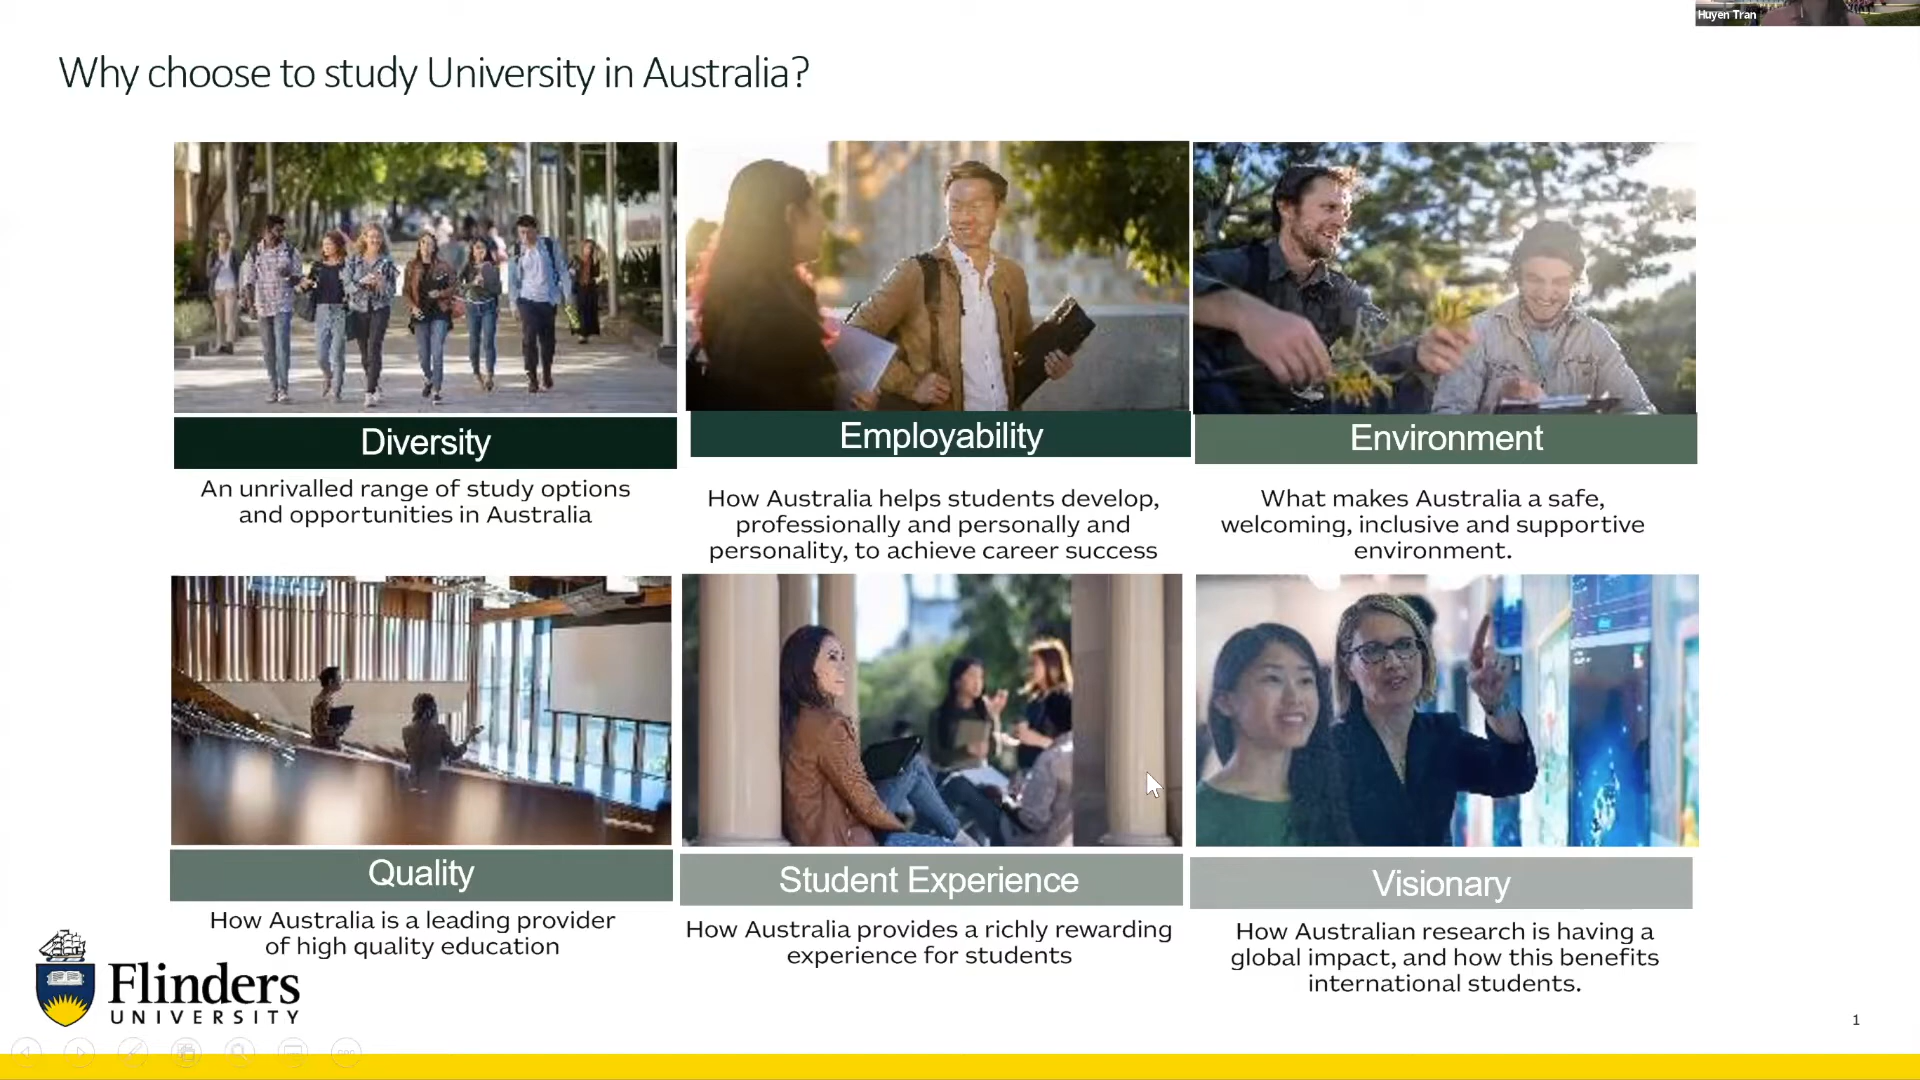 Huyen Tran
Why choose to study University in Australia?
Diversity
An unrivalled range of study options
and opportunities in Australia
Employability
How Australia helps students develop,
professionally and personally and
personality, to achieve career success
Environment
What makes Australia a safe,
welcoming, inclusive and supportive
environment.
Quality
How Australia is a leading provider
of high quality education
Student Experience
How Australia provides a richly rewarding
experience for students
Visionary
How Australian research is having a
global impact, and how this benefits
international students.
Flinders
UNIVERSITY
1